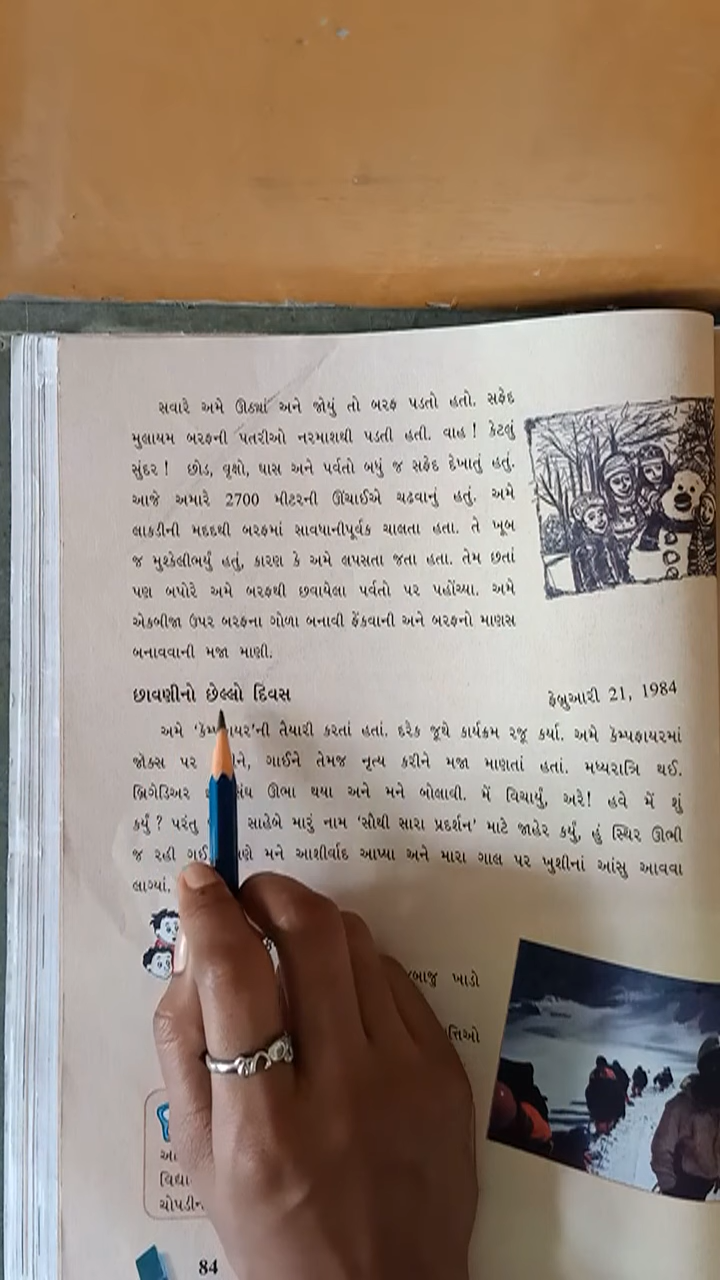 સવારે અમે ઊઠ્યાં અને જોયું તો બરફ પડતો હતો. સફેદ
મુલાયમ બરફની પતરીઓ નરમાશથી પડતી હતી. વાહ ! કેટલું
સુંદર ! છોડ, વૃક્ષો, ઘાસ અને પર્વતો બધું જ સફેદ દેખાતું હતું.
આજે અમારે 2700 મીટરની ઊંચાઈએ ચઢવાનું હતું. અમે
લાકડીની મદદથી બરફમાં સાવધાનીપૂર્વક ચાલતા હતા. તે ખૂબ
જ મુશ્કેલીભર્યું હતું, કારણ કે અમે લપસતા જતા હતા. તેમ છતાં
પણ બપોરે અમે બરફથી છવાયેલા પર્વતો પર પહોંચ્યા. અમે
એકબીજા ઉપર બરફના ગોળા બનાવી ફેંકવાની અને બરફનો માણસ
બનાવવાની મજા માણી.
છાવણીનો છેલ્લો દિવસ ફેબ્રુઆરી 21, 1984
અમે ‘કેમ્પફાયર’ની તૈયારી કરતાં હતાં. દરેક જૂથે કાર્યક્રમ રજૂ કર્યા. અમે કેમ્પફાયરમાં
જોક્સ પર ગાઈને તેમજ નૃત્ય કરીને મજા માણતાં હતાં. મધ્યરાત્રિ થઈ.
બ્રિગેડિયર ઊભા થયા અને મને બોલાવી. મેં વિચાર્યું, અરે! હવે મેં શું
કર્યું ? પરંતુ સાહેબે મારું નામ ‘સૌથી સારા પ્રદર્શન’ માટે જાહેર કર્યું, હું સ્થિર ઊભી
જ રહી ગઈ. મને આશીર્વાદ આપ્યા અને મારા ગાલ પર ખુશીનાં આંસુ આવવા
લાગ્યાં.
ખાડો
84